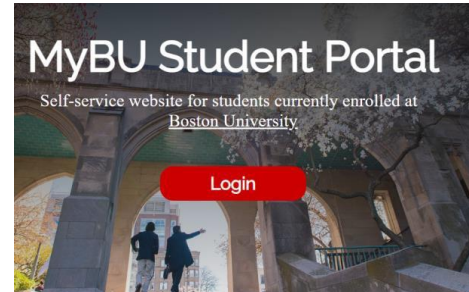 MyBU Student Portal
Self-service website for students currently enrolled at
Boston University
Login